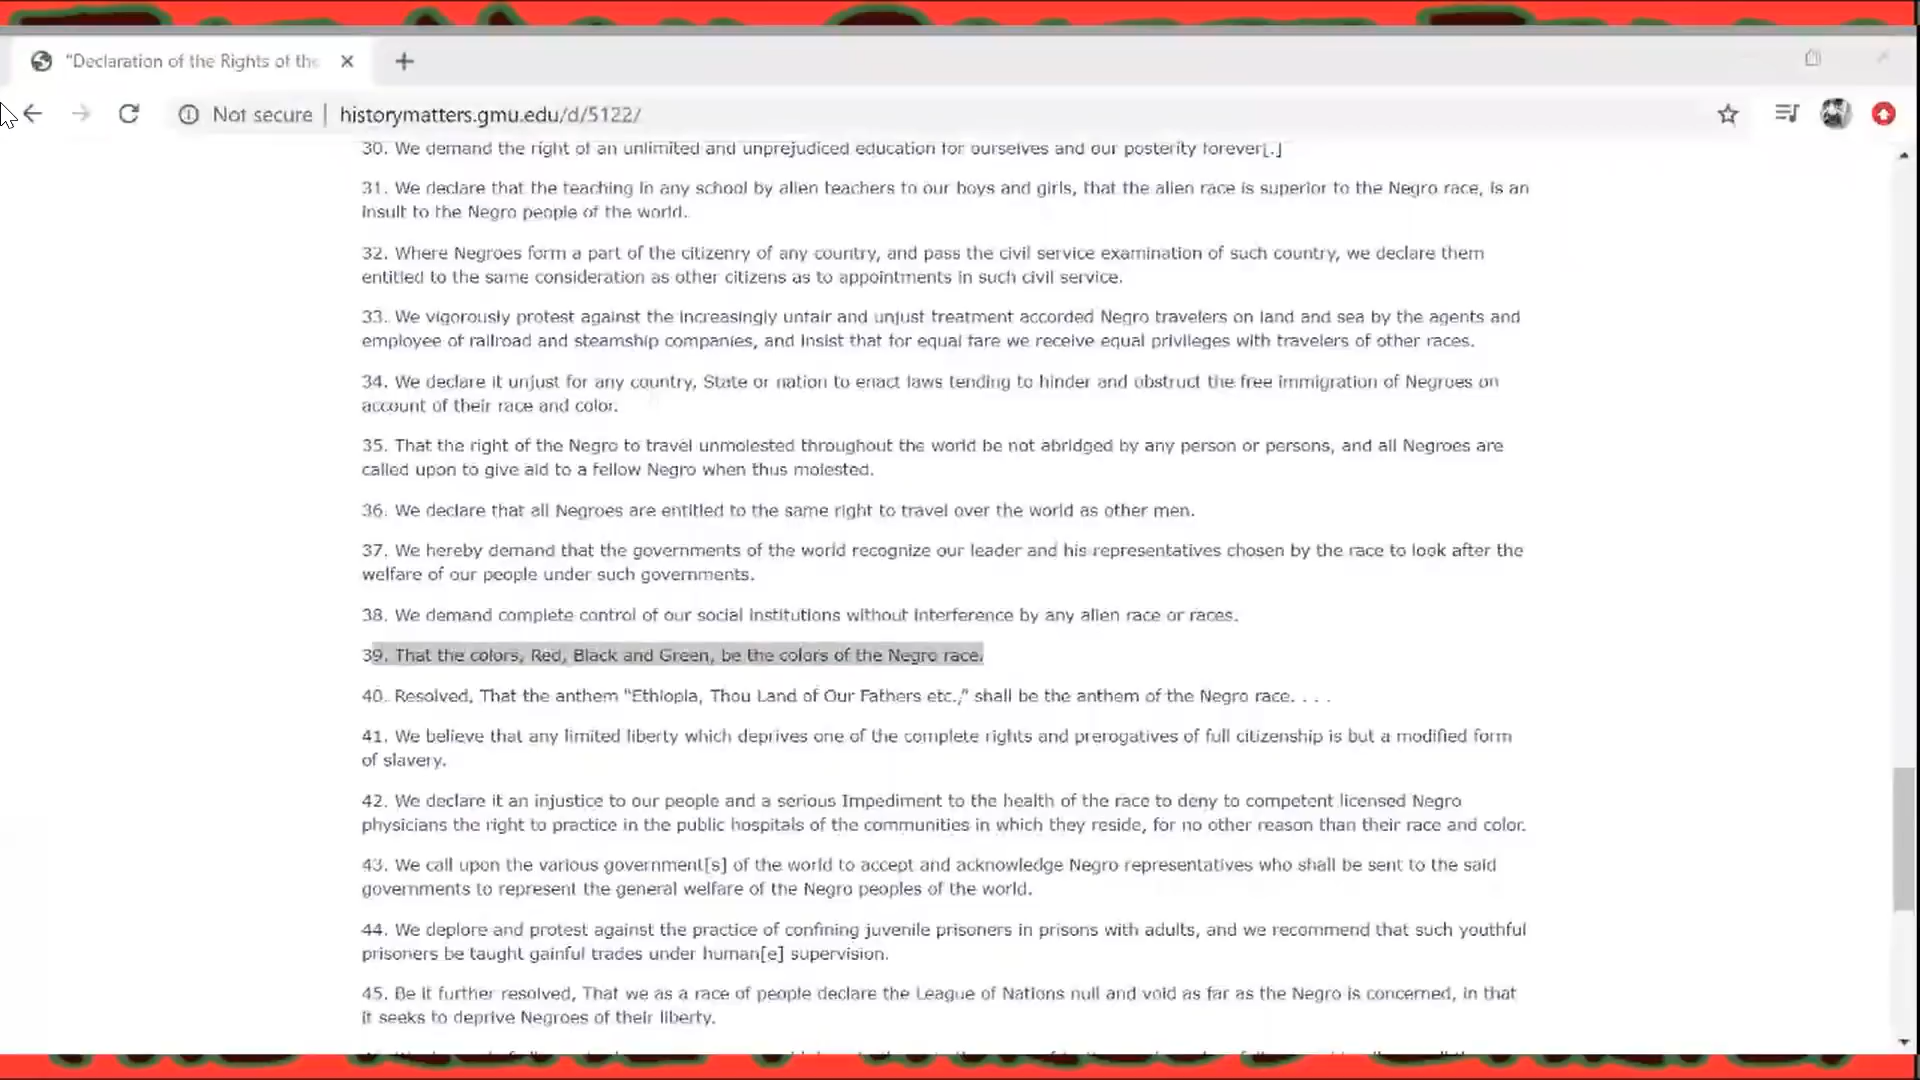 "Declaration of the Rights of the
Not secure | historymatters.gmu.edu/d/5122/
30. We demand the right of an unlimited and unprejudiced education for ourselves and our posterity forever[.]
31. We declare that the teaching in any school by alien teachers to our boys and girls, that the alien race is superior to the Negro race, is an
insult to the Negro people of the world.
32. Where Negroes form a part of the citizenry of any country, and pass the civil service examination of such country, we declare them
entitled to the same consideration as other citizens as to appointments in such civil service.
33. We vigorously protest against the increasingly unfair and unjust treatment accorded Negro travelers on land and sea by the agents and
employee of railroad and steamship companies, and insist that for equal fare we receive equal privileges with travelers of other races.
34. We declare it unjust for any country, State or nation to enact laws tending to hinder and obstruct the free immigration of Negroes on
account of their race and color.
35. That the right of the Negro to travel unmolested throughout the world be not abridged by any person or persons, and all Negroes are
called upon to give aid to a fellow Negro when thus molested.
36. We declare that all Negroes are entitled to the same right to travel over the world as other men.
37. We hereby demand that the governments of the world recognize our leader and his representatives chosen by the race to look after the
welfare of our people under such governments.
38. We demand complete control of our social institutions without interference by any alien race or races.
39. That the colors, Red, Black and Green, be the colors of the Negro race.
40. Resolved, That the anthem “Ethiopia, Thou Land of Our Fathers etc.,” shall be the anthem of the Negro race. . . .
41. We believe that any limited liberty which deprives one of the complete rights and prerogatives of full citizenship is but a modified form
of slavery.
42. We declare it an injustice to our people and a serious Impediment to the health of the race to deny to competent licensed Negro
physicians the right to practice in the public hospitals of the communities in which they reside, for no other reason than their race and color.
43. We call upon the various government[s] of the world to accept and acknowledge Negro representatives who shall be sent to the said
governments to represent the general welfare of the Negro peoples of the world.
44. We deplore and protest against the practice of confining juvenile prisoners in prisons with adults, and we recommend that such youthful
prisoners be taught gainful trades under human[e] supervision.
45. Be it further resolved, That we as a race of people declare the League of Nations null and void as far as the Negro is concerned, in that
it seeks to deprive Negroes of their liberty.